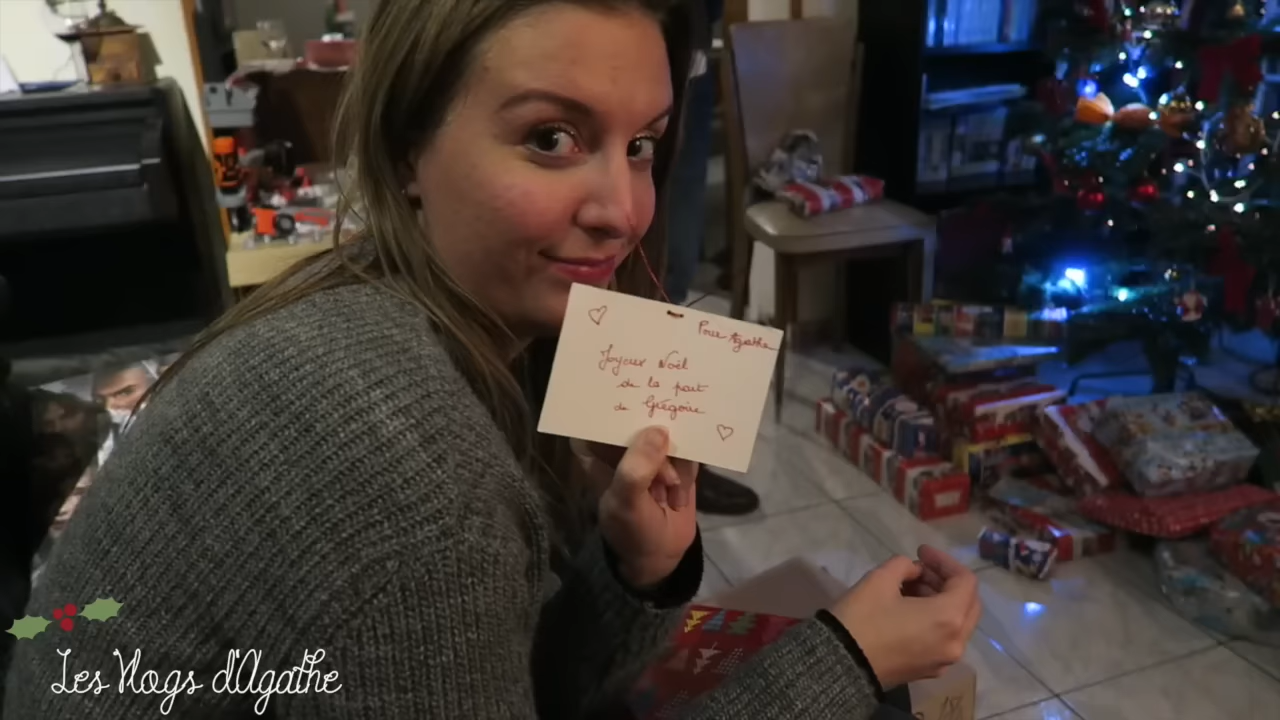 Pour Agathe
Joyeux Noël
de la part
de Grégoire
Les Vlogs d'Agathe